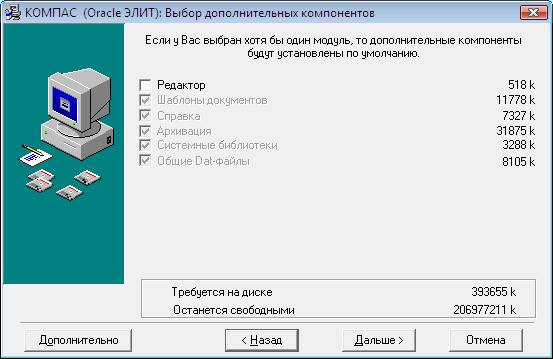 КОМПАС (Oracle ЭЛИТ): Выбор дополнительных компонентов
Если у Вас выбран хотя бы один модуль, то дополнительные компоненты
будут установлены по умолчанию.
Редактор 518 k
Шаблоны документов 11778 k
Справка 7327 k
Архивация 31875 k
Системные библиотеки 3288 k
Общие Dat-файлы 8105 k
Требуется на диске 393655 k
Останется свободными 206977211 k
Дополнительно < Назад Дальше > Отмена